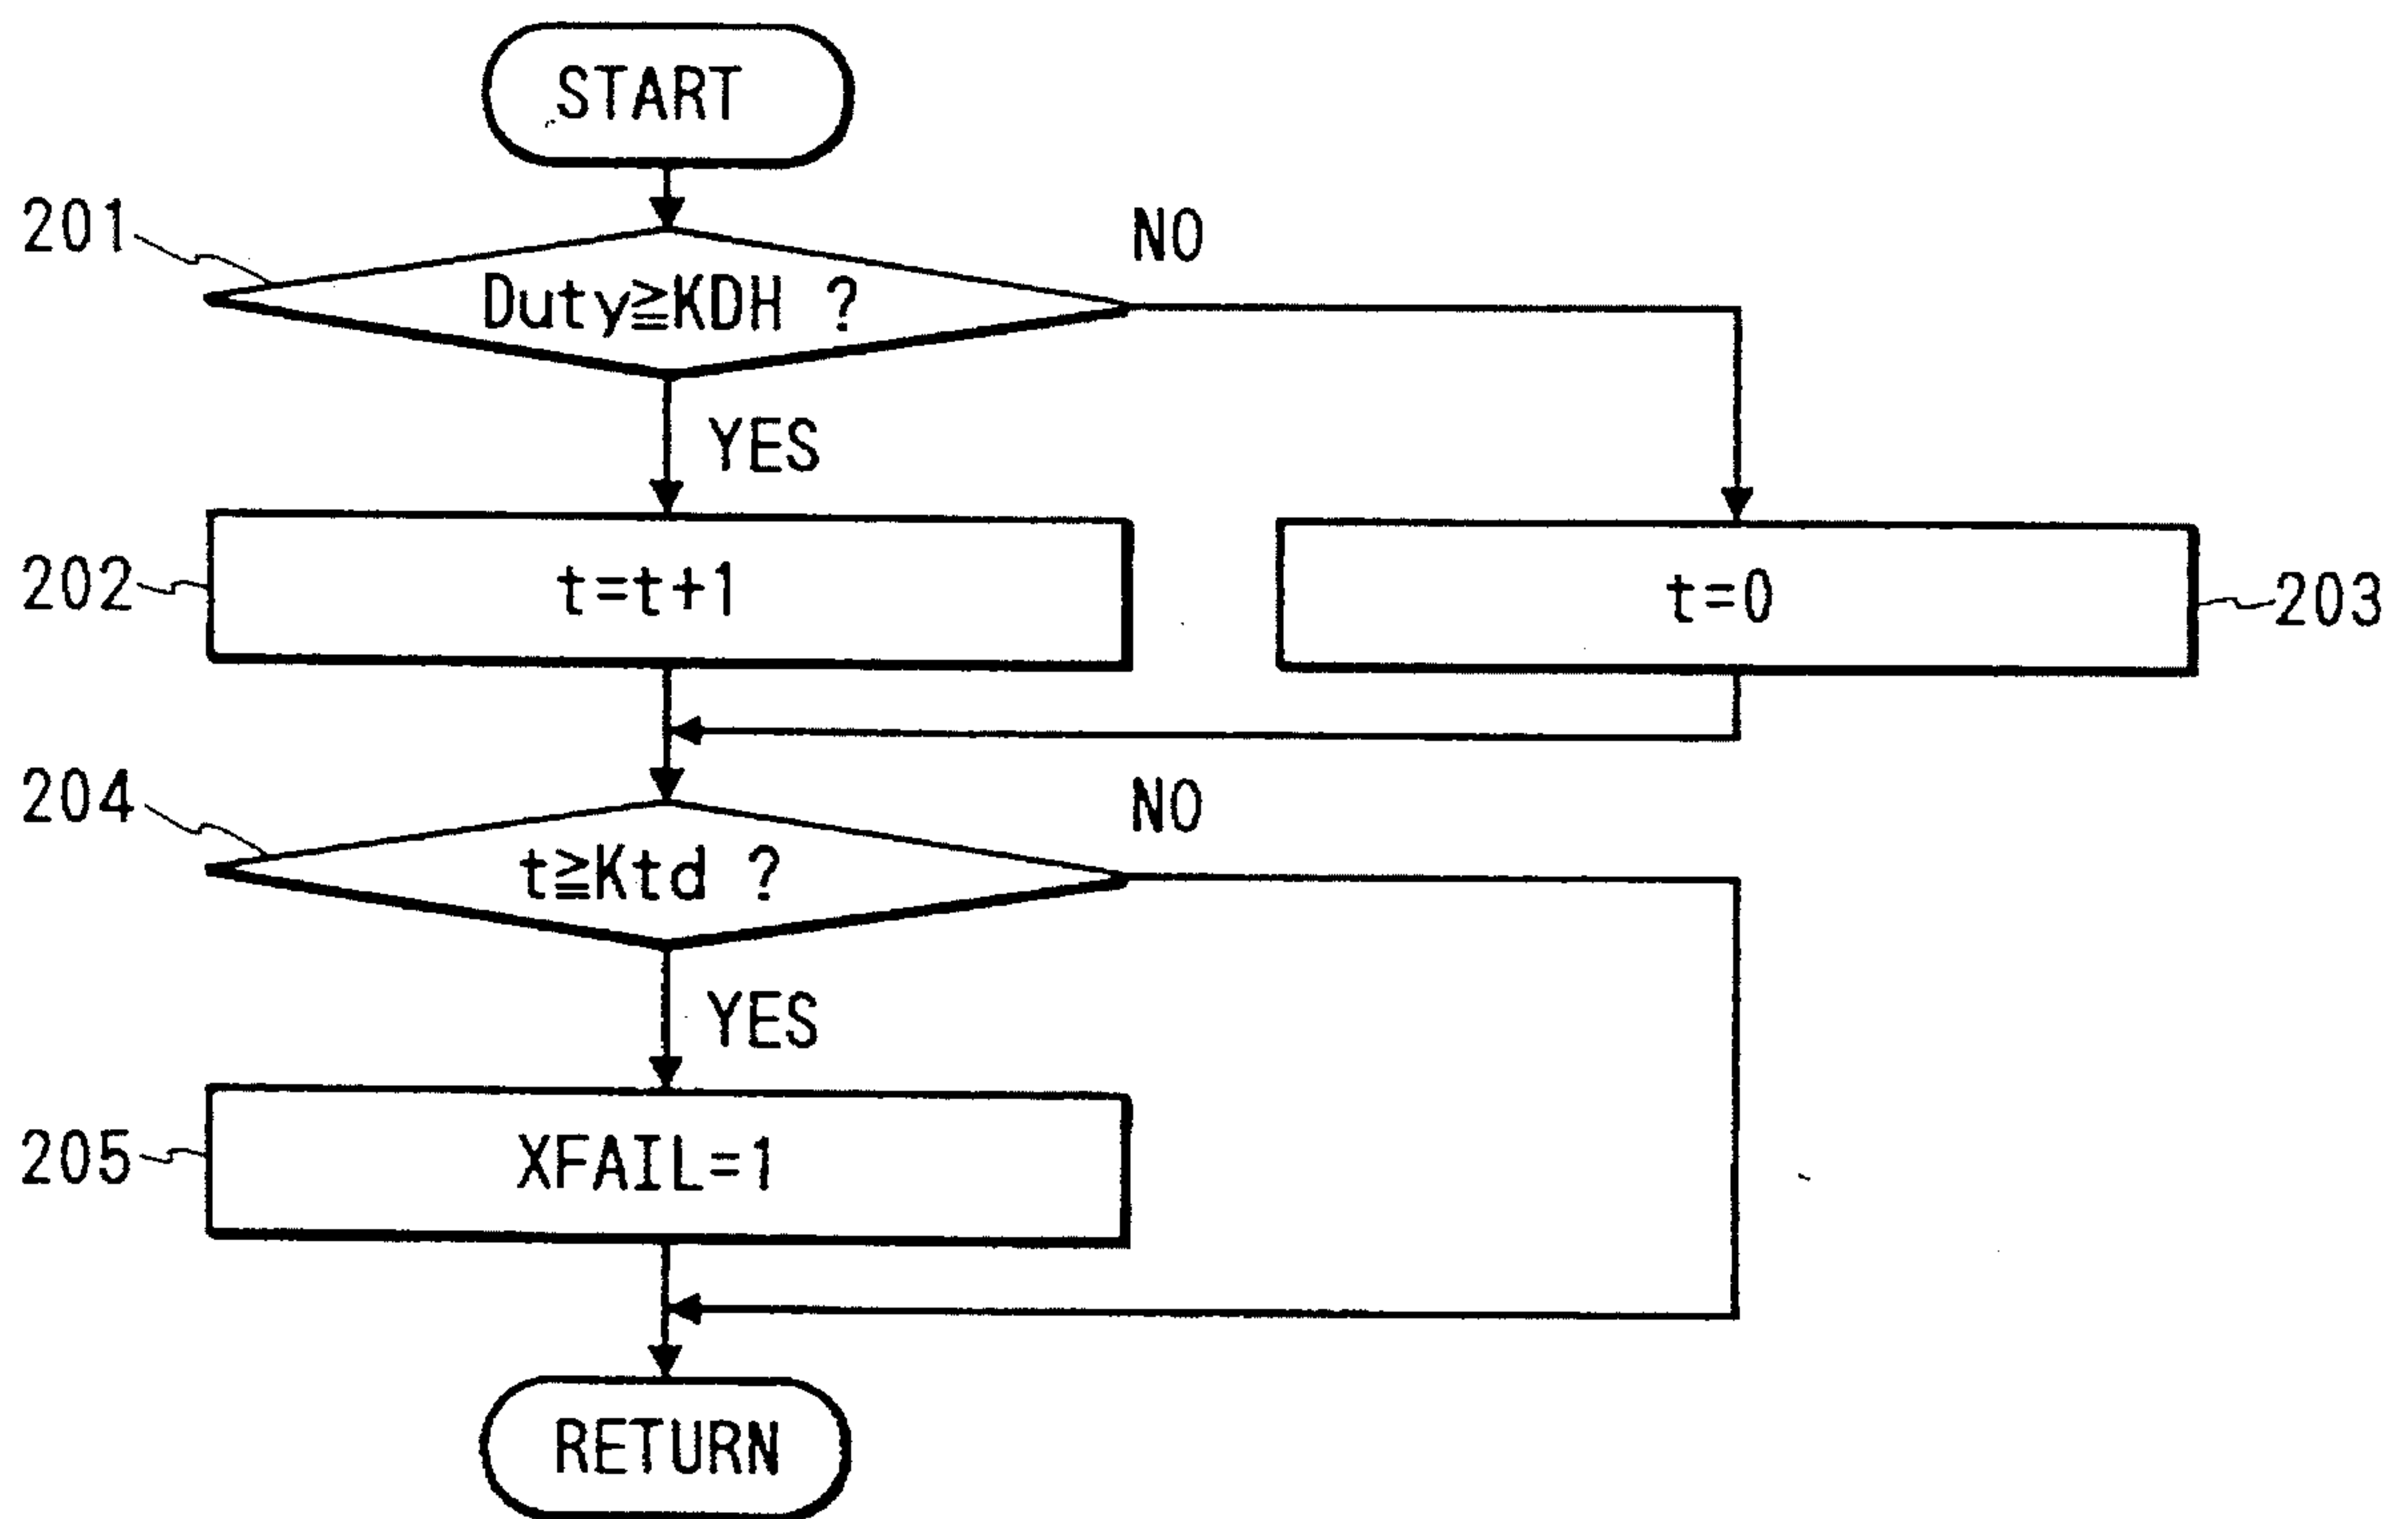 START
201
NO
Duty≧KDH ?
YES
202
t=t+1
t=0
203
204
NO
t≧Ktd ?
YES
205
XFAIL=1
RETURN